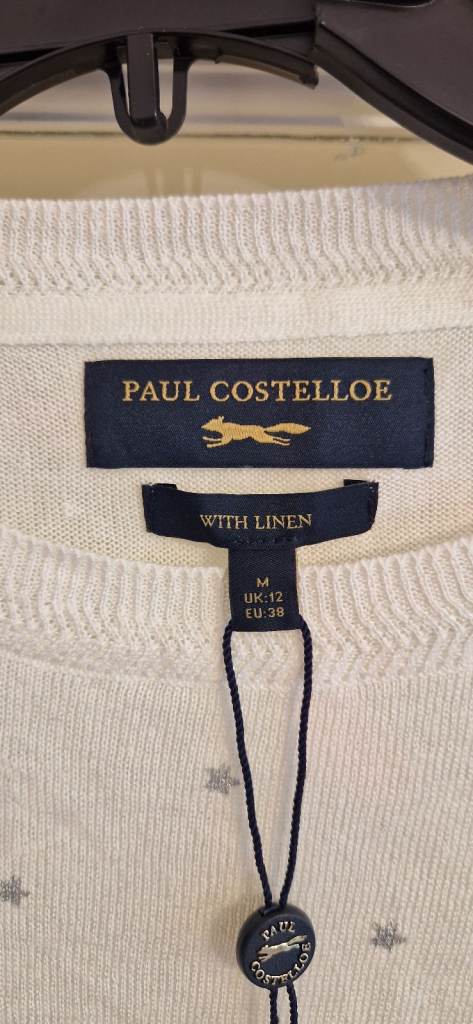 PAUL COSTELLOE
WITH LINEN
M
UK:12
EU:38
PAUL
COSTELLOE